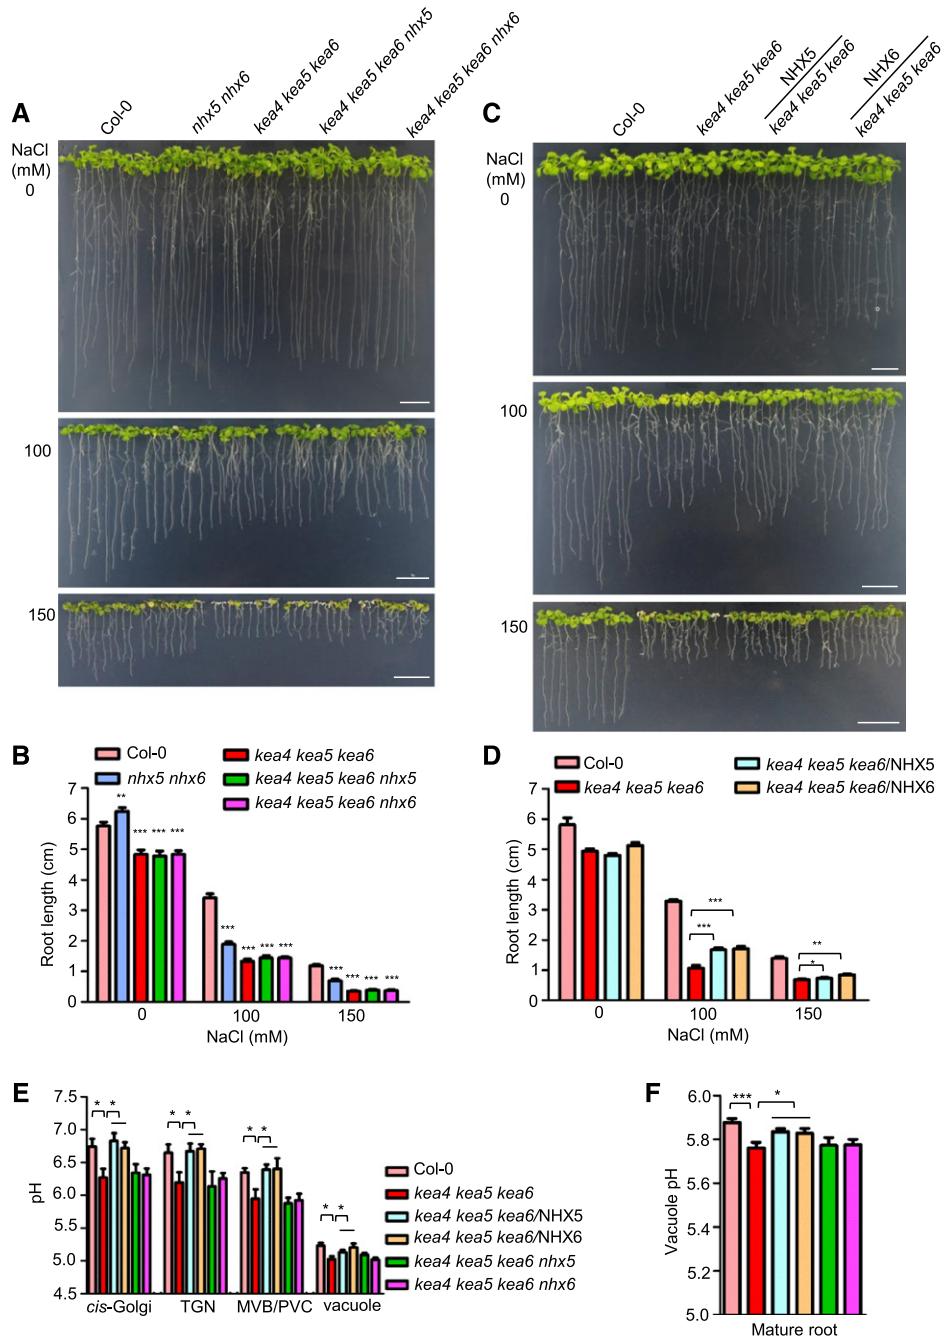 A
Col-0
nhx5 nhx6
kea4 kea5 kea6
kea4 kea5 kea6 nhx5
kea4 kea5 kea6 nhx6
NaCl
(mM)
0
100
150
C
Col-0
kea4 kea5 kea6
NHX5
kea4 kea5 kea6
NHX6
kea4 kea5 kea6
NaCl
(mM)
0
100
150
B
Col-0
nhx5 nhx6
kea4 kea5 kea6
kea4 kea5 kea6 nhx5
kea4 kea5 kea6 nhx6
Root length (cm)
7
6
5
4
3
2
1
0
** *** *** ***
*** *** *** ***
*** *** *** ***
0 100 150
NaCl (mM)
D
Col-0
kea4 kea5 kea6
kea4 kea5 kea6/NHX5
kea4 kea5 kea6/NHX6
Root length (cm)
7
6
5
4
3
2
1
0
***
***
**
*
0 100 150
NaCl (mM)
E
pH
7.5
7.0
6.5
6.0
5.5
5.0
4.5
* *
* *
* *
* *
cis-Golgi TGN MVB/PVC vacuole
Col-0
kea4 kea5 kea6
kea4 kea5 kea6/NHX5
kea4 kea5 kea6/NHX6
kea4 kea5 kea6 nhx5
kea4 kea5 kea6 nhx6
F
Vacuole pH
6.0
5.8
5.6
5.4
5.2
5.0
*** *
Mature root